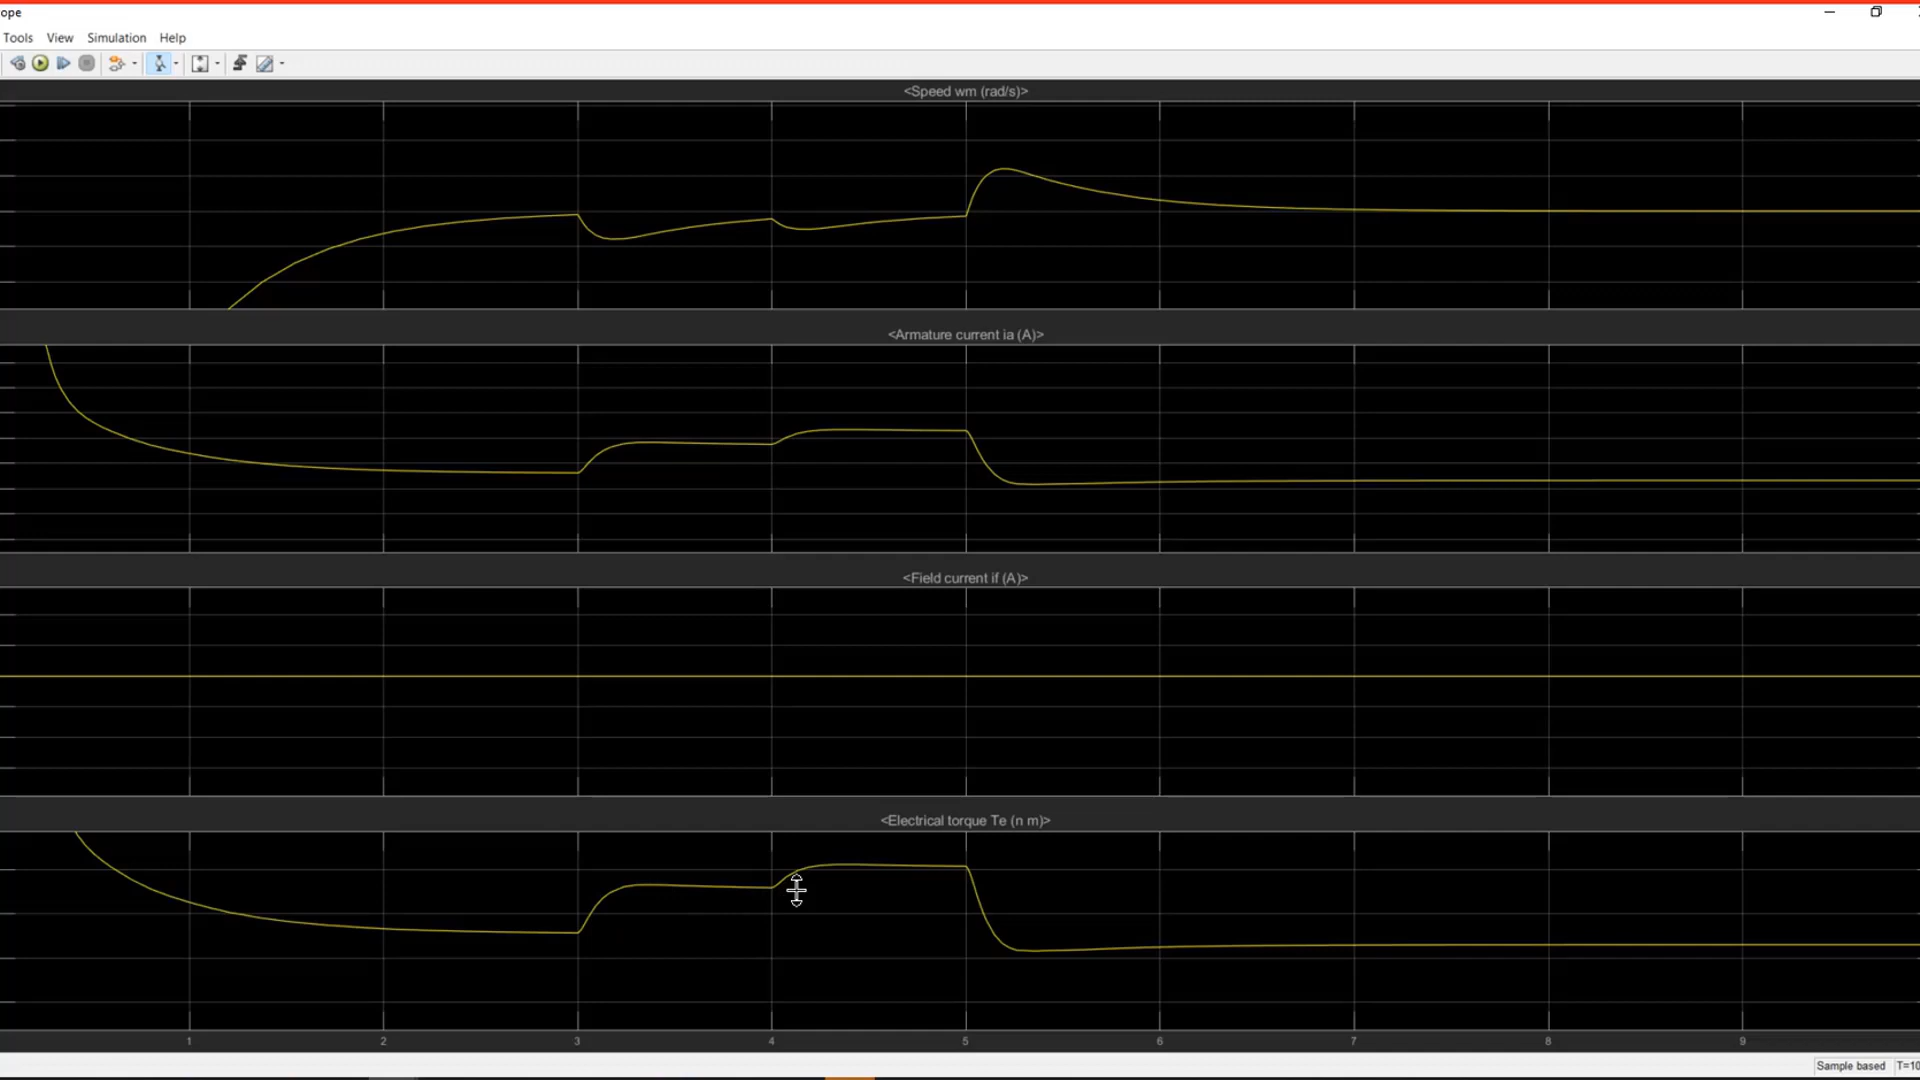 ope
Tools View Simulation Help
<Speed wm (rad/s)>
<Armature current ia (A)>
<Field current if (A)>
<Electrical torque Te (n m)>
1 2 3 4 5 6 7 8 9
Sample based T=10